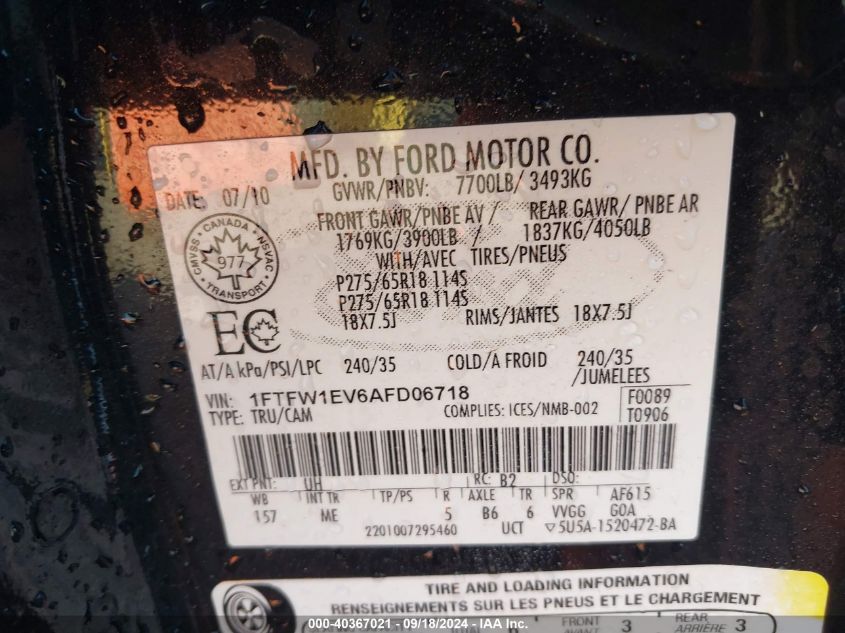 MFD. BY FORD MOTOR CO.
DATE: 07/10
GVWR/PNBV: 7700LB/ 3493KG
FRONT GAWR/PNBE AV / REAR GAWR/ PNBE AR
1769KG/3900LB / 1837KG/4050LB
WITH/AVEC TIRES/PNEUS
P275/65R18 114S
P275/65R18 114S
18X7.5J RIMS/JANTES 18X7.5J
CMVSS CANADA NSVAC
977
TRANSPORT
EC
AT/A kPa/PSI/LPC 240/35 COLD/A FROID 240/35
/JUMELEES
VIN: 1FTFW1EV6AFD06718
F0089
TYPE: TRU/CAM COMPLIES: ICES/NMB-002
T0906
EXT PNT: UH RC: B2 DSO:
WB INT TR TP/PS R AXLE TR SPR AF615
157 ME 5 B6 6 VVGG GOA
2201007295460 UCT ▽5U5A-1520472-BA
TIRE AND LOADING INFORMATION
RENSEIGNEMENTS SUR LES PNEUS ET LE CHARGEMENT
FRONT
AVANT 3
REAR
ARRIÈRE 3
000-40367021 - 09/18/2024 - IAA, Inc.